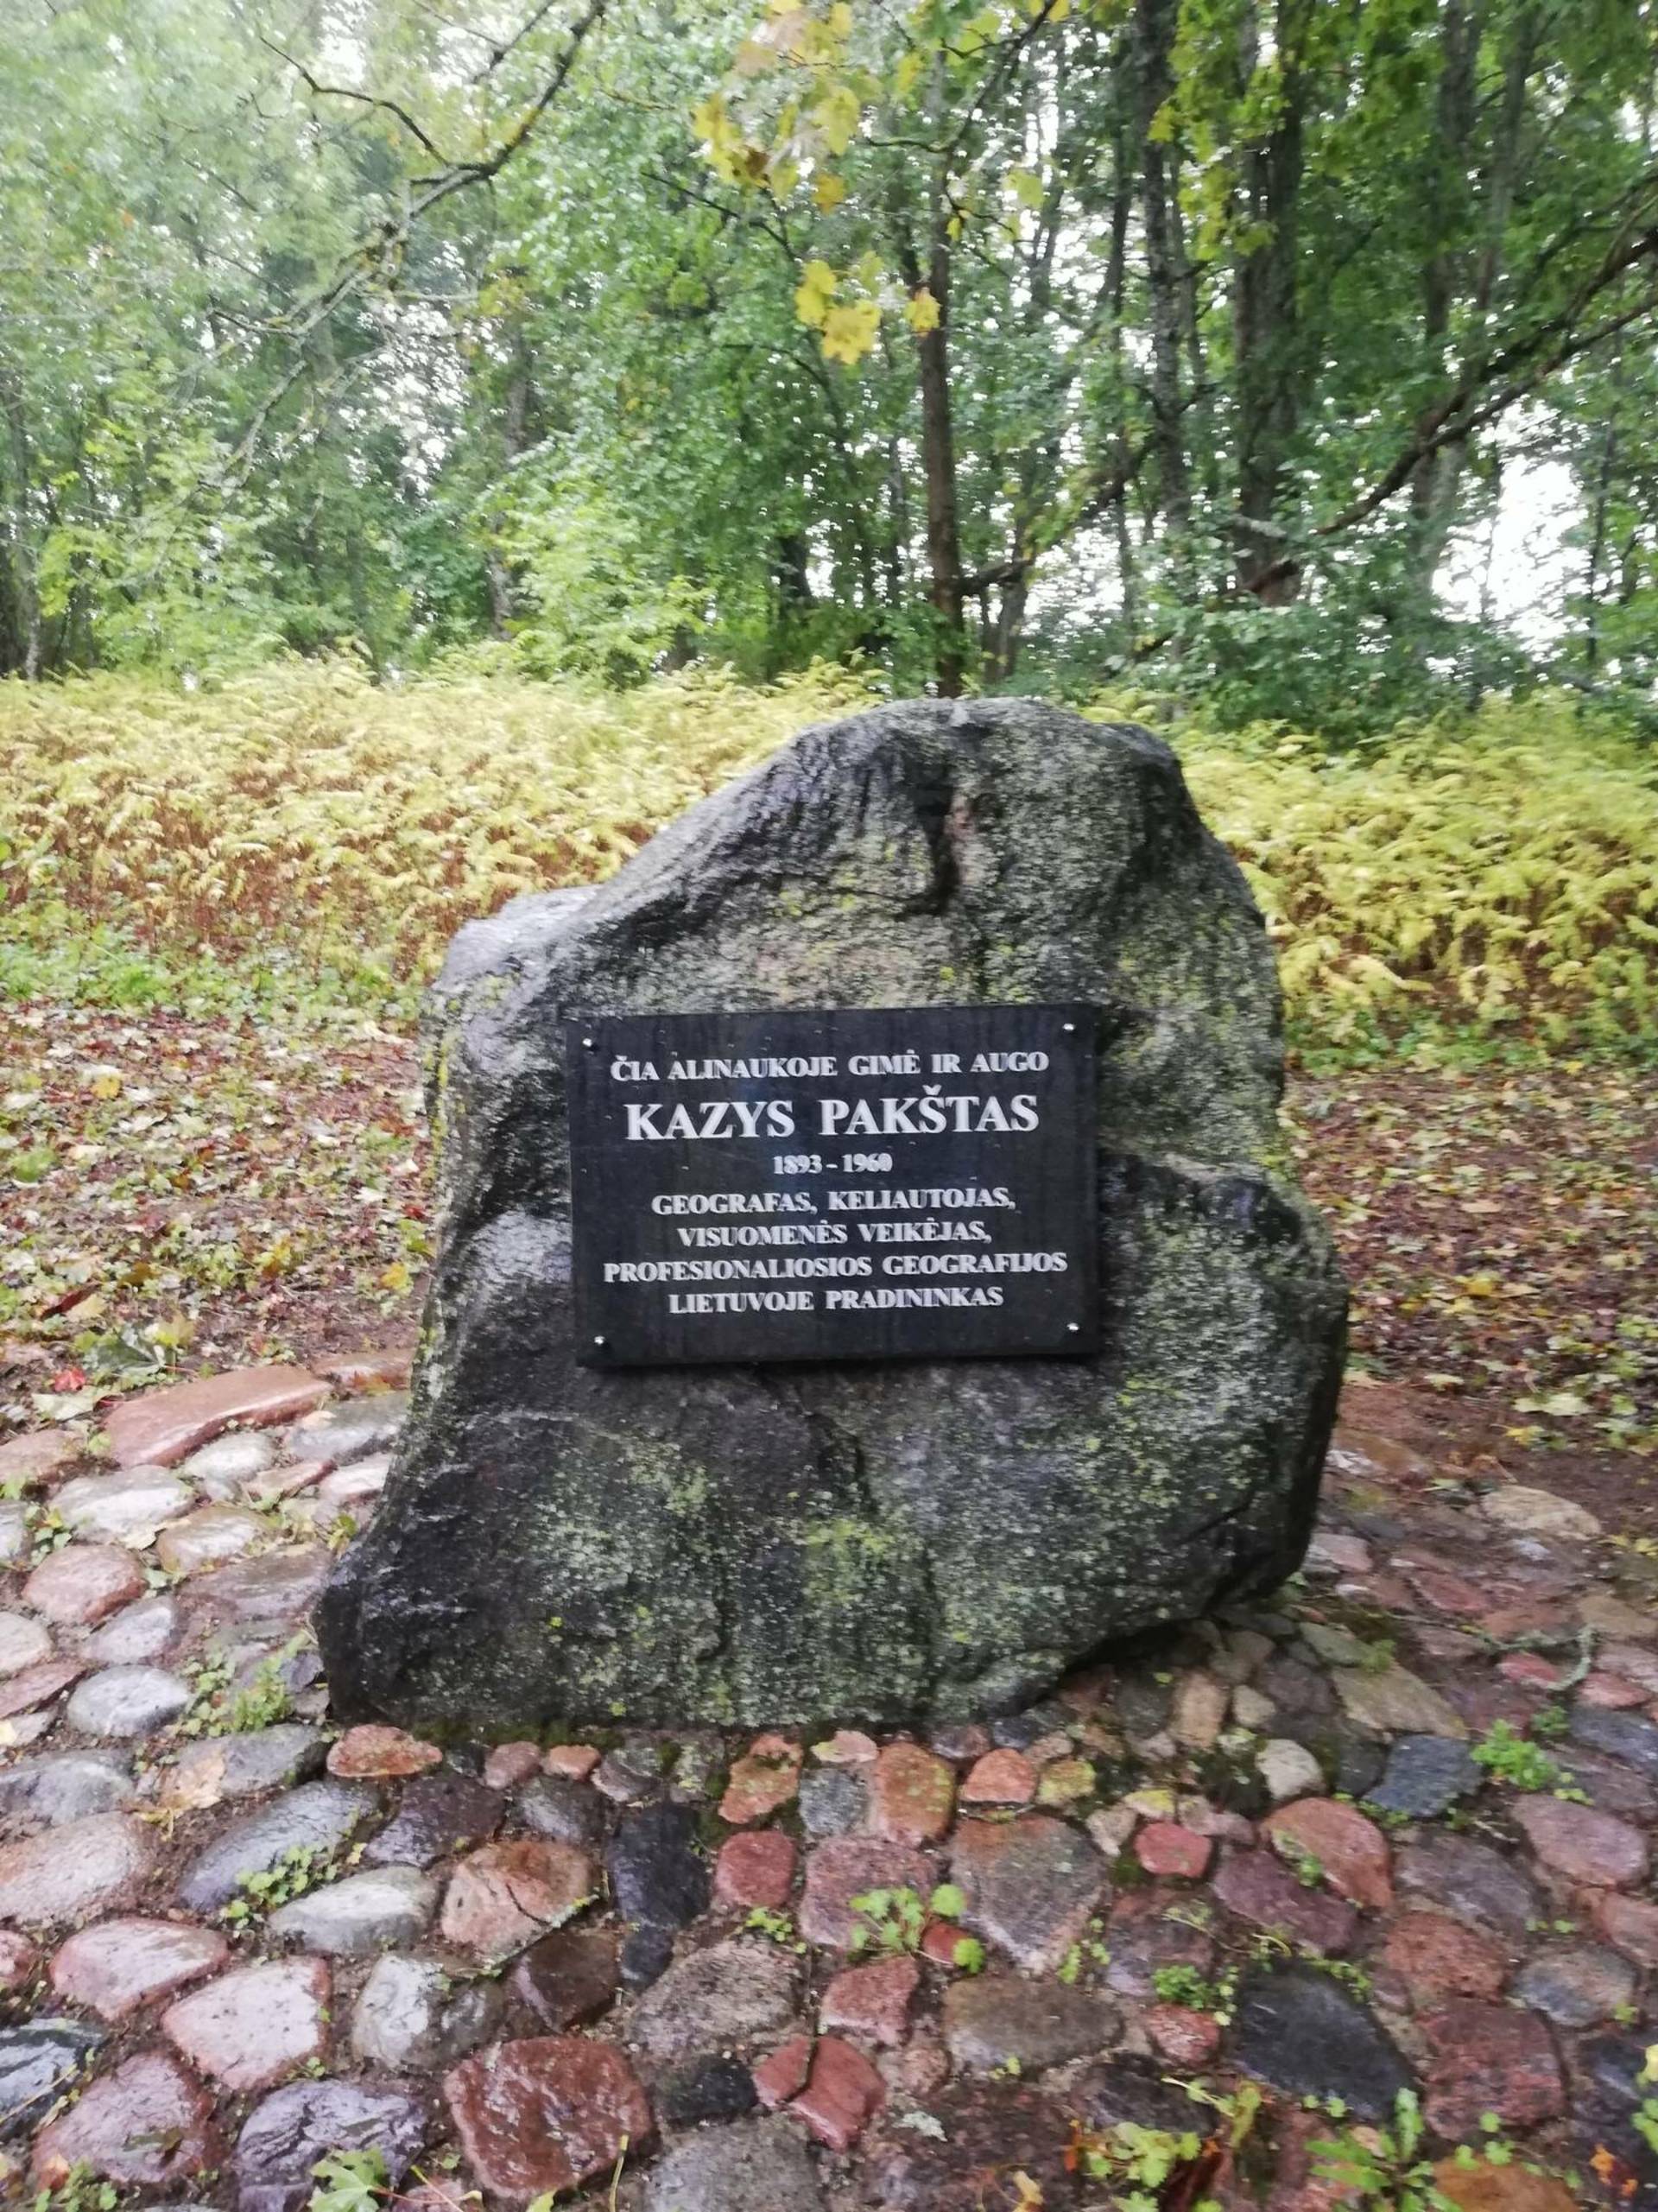 ČIA ALINAUKOJE GIMĖ IR AUGO
KAZYS PAKŠTAS
1893 - 1960
GEOGRAFAS, KELIAUTOJAS,
VISUOMENĖS VEIKĖJAS,
PROFESIONALIOSIOS GEOGRAFIJOS
LIETUVOJE PRADININKAS